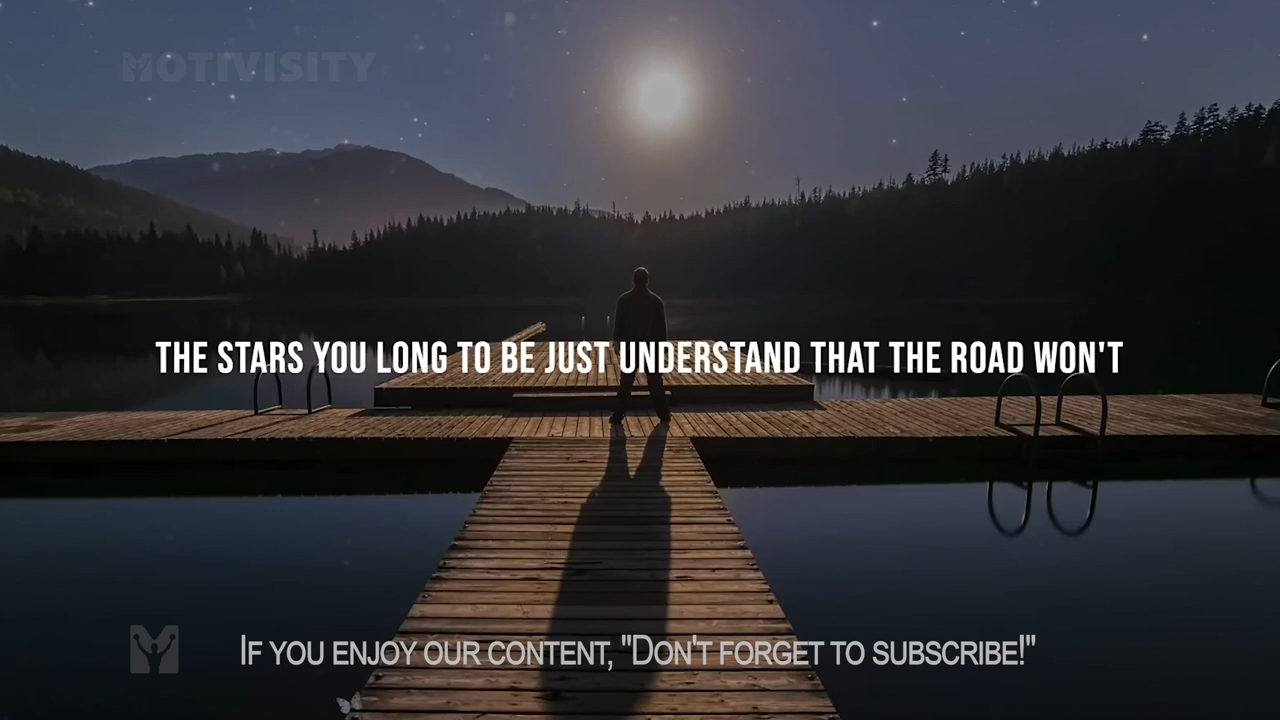 MOTIVISITY
THE STARS YOU LONG TO BE JUST UNDERSTAND THAT THE ROAD WON'T
IF YOU ENJOY OUR CONTENT, "DON'T FORGET TO SUBSCRIBE!"